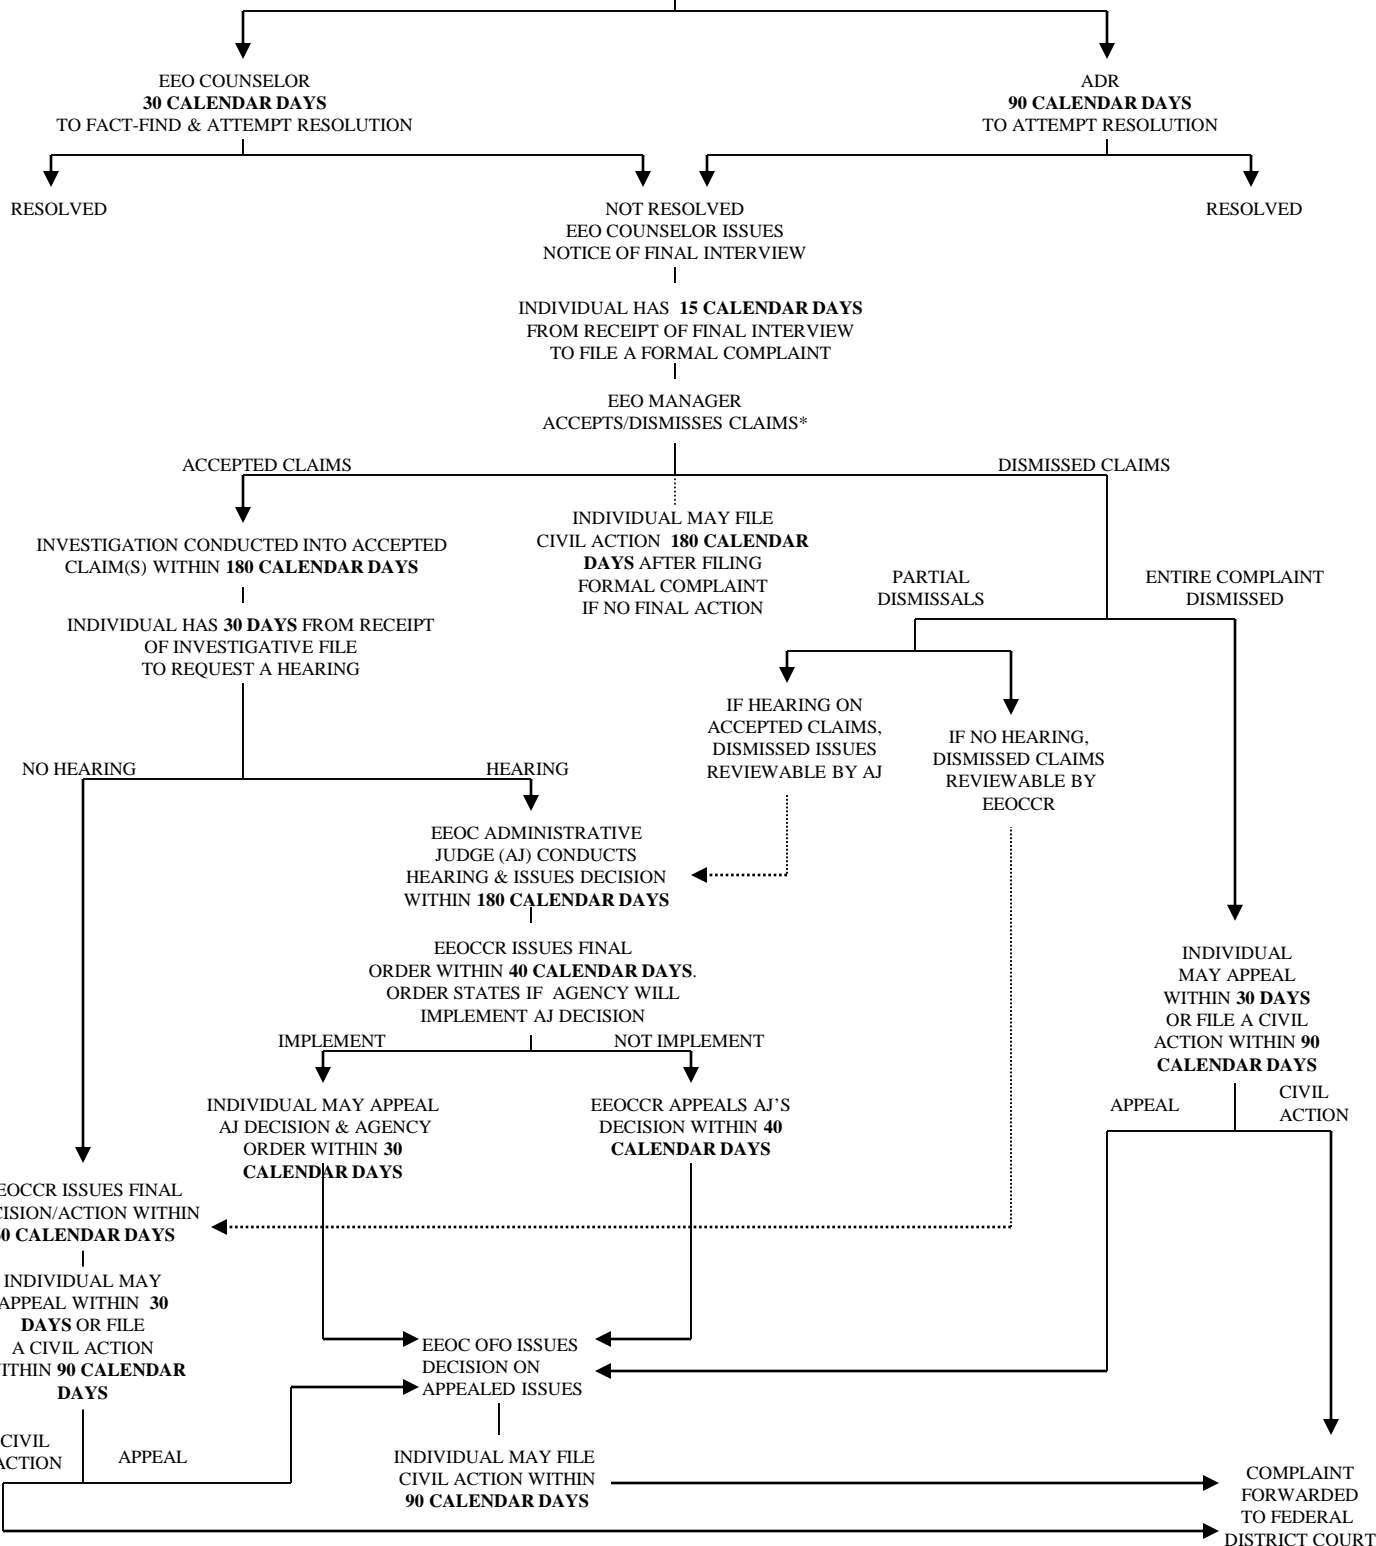 EEO COUNSELOR
30 CALENDAR DAYS
TO FACT-FIND & ATTEMPT RESOLUTION
ADR
90 CALENDAR DAYS
TO ATTEMPT RESOLUTION
RESOLVED
NOT RESOLVED
EEO COUNSELOR ISSUES
NOTICE OF FINAL INTERVIEW
RESOLVED
INDIVIDUAL HAS 15 CALENDAR DAYS
FROM RECEIPT OF FINAL INTERVIEW
TO FILE A FORMAL COMPLAINT
EEO MANAGER
ACCEPTS/DISMISSES CLAIMS*
ACCEPTED CLAIMS
DISMISSED CLAIMS
INVESTIGATION CONDUCTED INTO ACCEPTED
CLAIM(S) WITHIN 180 CALENDAR DAYS
INDIVIDUAL MAY FILE
CIVIL ACTION 180 CALENDAR
DAYS AFTER FILING
FORMAL COMPLAINT
IF NO FINAL ACTION
PARTIAL
DISMISSALS
ENTIRE COMPLAINT
DISMISSED
INDIVIDUAL HAS 30 DAYS FROM RECEIPT
OF INVESTIGATIVE FILE
TO REQUEST A HEARING
IF HEARING ON
ACCEPTED CLAIMS,
DISMISSED ISSUES
REVIEWABLE BY AJ
IF NO HEARING,
DISMISSED CLAIMS
REVIEWABLE BY
EEOCCR
NO HEARING
HEARING
EEOC ADMINISTRATIVE
JUDGE (AJ) CONDUCTS
HEARING & ISSUES DECISION
WITHIN 180 CALENDAR DAYS
EEOCCR ISSUES FINAL
ORDER WITHIN 40 CALENDAR DAYS.
ORDER STATES IF AGENCY WILL
IMPLEMENT AJ DECISION
INDIVIDUAL
MAY APPEAL
WITHIN 30 DAYS
OR FILE A CIVIL
ACTION WITHIN 90
CALENDAR DAYS
IMPLEMENT
NOT IMPLEMENT
INDIVIDUAL MAY APPEAL
AJ DECISION & AGENCY
ORDER WITHIN 30
CALENDAR DAYS
EEOCCR APPEALS AJ'S
DECISION WITHIN 40
CALENDAR DAYS
APPEAL
CIVIL
ACTION
ISSUES FINAL
WITHIN
CALENDAR DAYS
INDIVIDUAL MAY
APPEAL WITHIN 30
DAYS OR FILE
A CIVIL ACTION
WITHIN 90 CALENDAR
DAYS
EEOC OFO ISSUES
DECISION ON
APPEALED ISSUES
CIVIL
ACTION
APPEAL
INDIVIDUAL MAY FILE
CIVIL ACTION WITHIN
90 CALENDAR DAYS
COMPLAINT
FORWARDED
TO FEDERAL
DISTRICT COURT